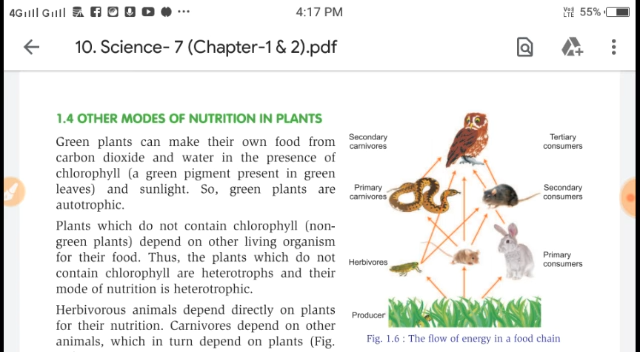 4G 4G
4:17 PM
Vo) LTE 55%
10. Science- 7 (Chapter-1 & 2).pdf
1.4 OTHER MODES OF NUTRITION IN PLANTS
Green plants can make their own food from
carbon dioxide and water in the presence of
chlorophyll (a green pigment present in green
leaves) and sunlight. So, green plants are
autotrophic.
Plants which do not contain chlorophyll (non-
green plants) depend on other living organism
for their food. Thus, the plants which do not
contain chlorophyll are heterotrophs and their
mode of nutrition is heterotrophic.
Herbivorous animals depend directly on plants
for their nutrition. Carnivores depend on other
animals, which in turn depend on plants (Fig.
Secondary
carnivores
Tertiary
consumers
Primary
carnivores
Secondary
consumers
Herbivores
Primary
consumers
Producer
Fig. 1.6 : The flow of energy in a food chain